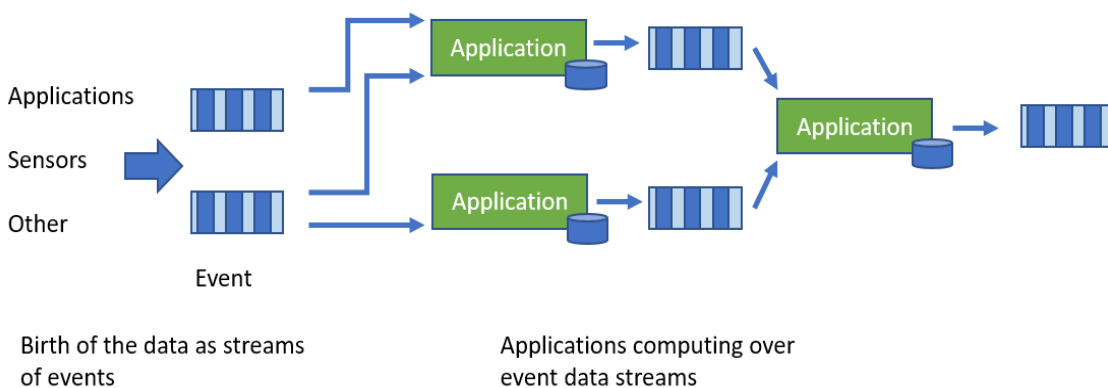 Applications
Sensors
Other
Event
Application
Application
Application
Birth of the data as streams
of events
Applications computing over
event data streams